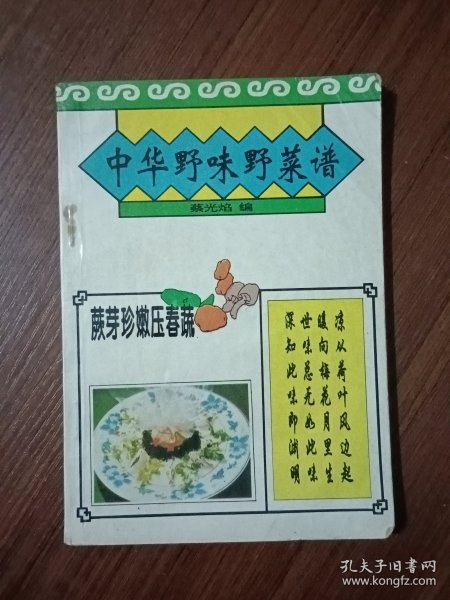 中华野味野菜谱
蔡光焰 编
蕨芽珍嫩压春蔬
凉从荷叶风边起
暖向梅花月里生
世味总无如此味
深知此味即渊明
孔夫子旧书网
www.kongfz.com